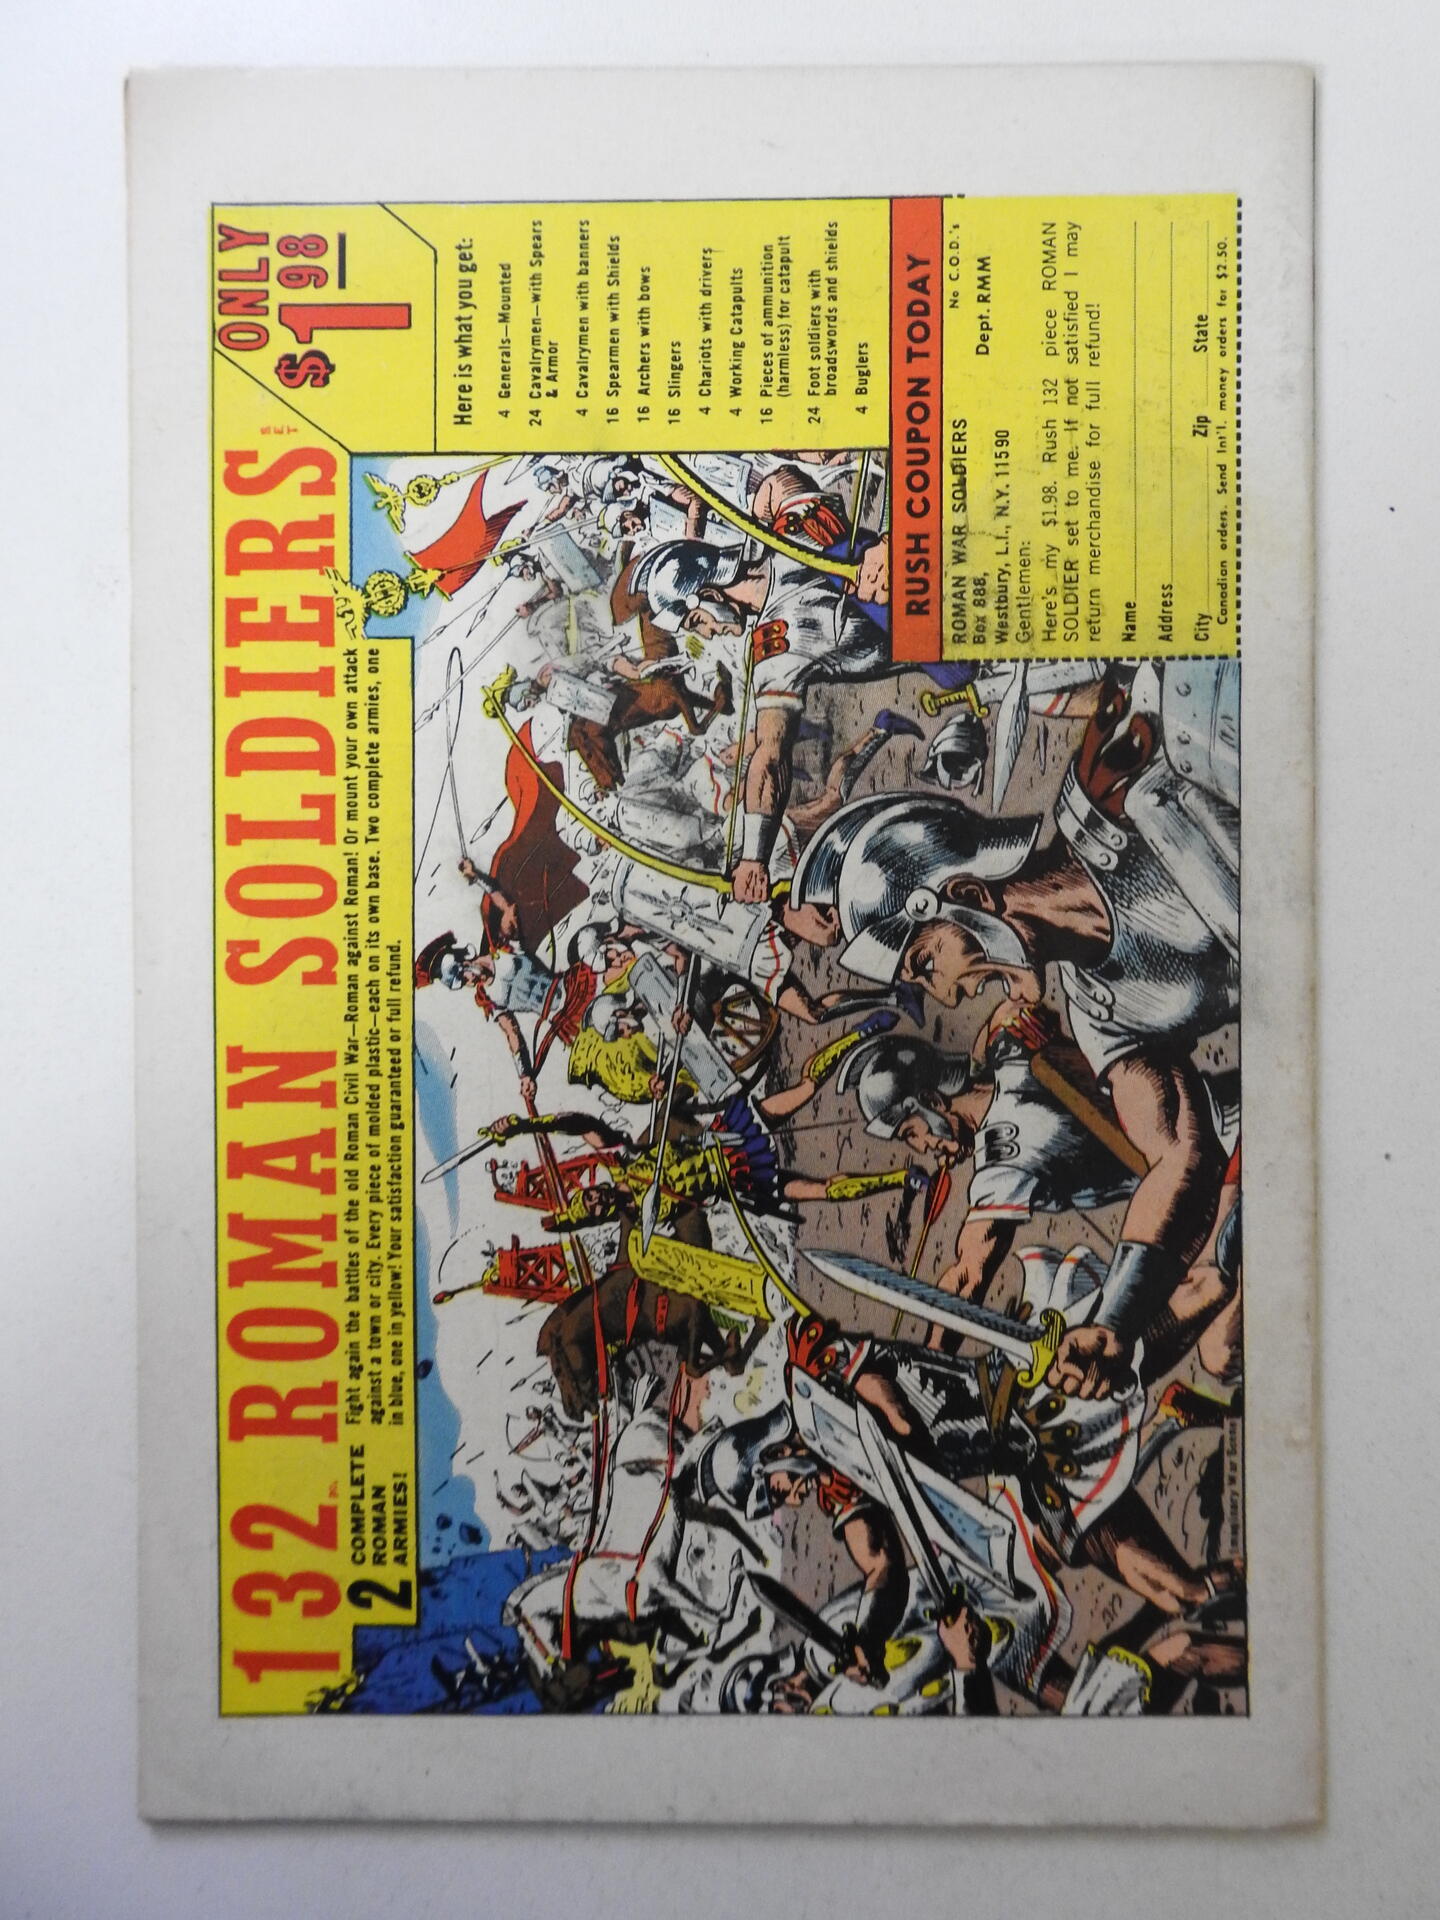 132 PC. ROMAN SOLDIERS SET
ONLY
$1.98
2 COMPLETE
ROMAN
ARMIES!
Fight again the battles of the old Roman Civil War—Roman against Roman! Or mount your own attack
against a town or city. Every piece of molded plastic—each on its own base. Two complete armies, one
in blue, one in yellow! Your satisfaction guaranteed or full refund.
Here is what you get:
4 Generals—Mounted
24 Cavalrymen—with Spears
& Armor
4 Cavalrymen with banners
16 Spearmen with Shields
16 Archers with bows
16 Slingers
4 Chariots with drivers
4 Working Catapults
16 Pieces of ammunition
(harmless) for catapult
24 Foot soldiers with
broadswords and shields
4 Buglers
RUSH COUPON TODAY
ROMAN WAR SOLDIERS No C.O.D.'s
Box 888, Dept. RMM
Westbury, L.I., N.Y. 11590
Gentlemen:
Here's my $1.98. Rush 132 piece ROMAN
SOLDIER set to me. If not satisfied I may
return merchandise for full refund!
Name
Address
City Zip State
Canadian orders. Send Int'l. money orders for $2.50.
Imaginary War Scene